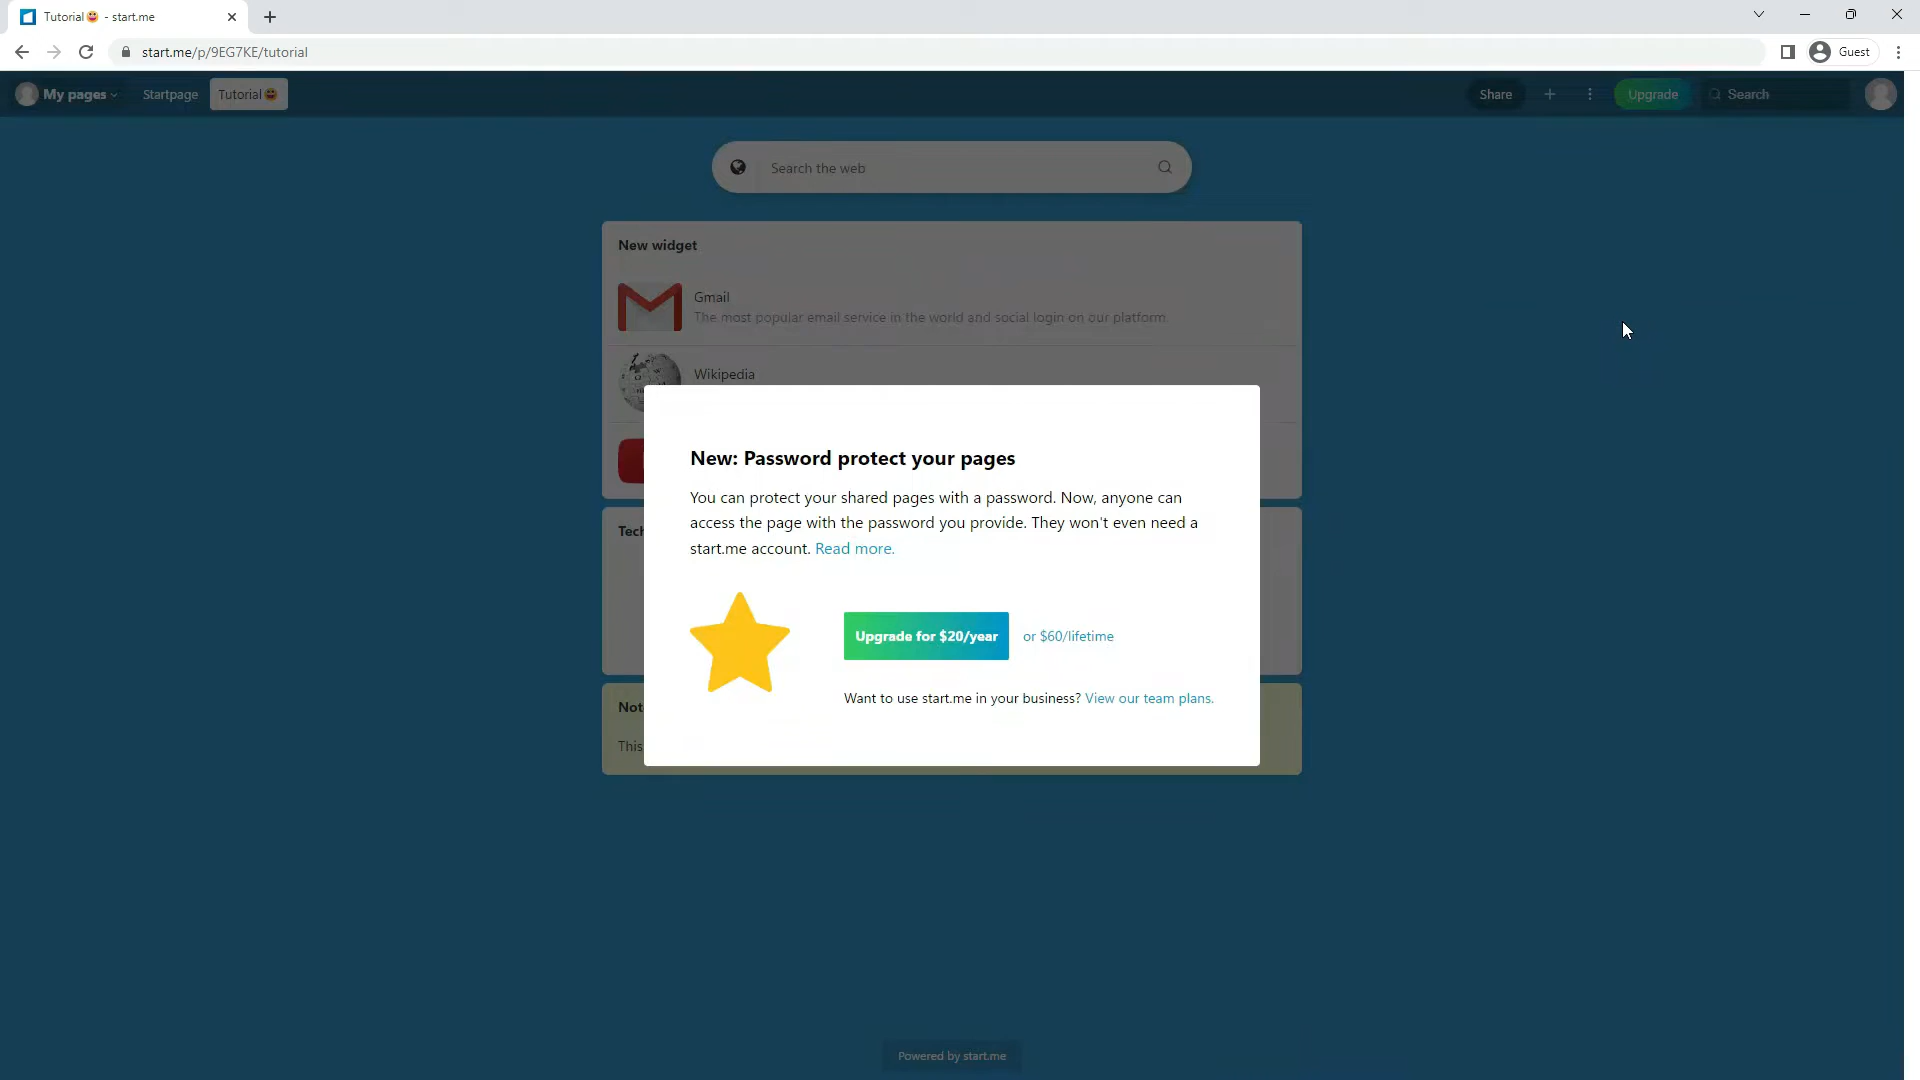 Tutorial😀 - start.me
start.me/p/9EG7KE/tutorial
Guest
My pages
Startpage
Tutorial😀
Share
Upgrade
Search
Search the web
New widget
Gmail
The most popular email service in the world and social login on our platform.
Wikipedia
New: Password protect your pages
You can protect your shared pages with a password. Now, anyone can
access the page with the password you provide. They won't even need a
start.me account. Read more.
Tech
Upgrade for $20/year or $60/lifetime
Want to use start.me in your business? View our team plans.
Not
This
Powered by start.me